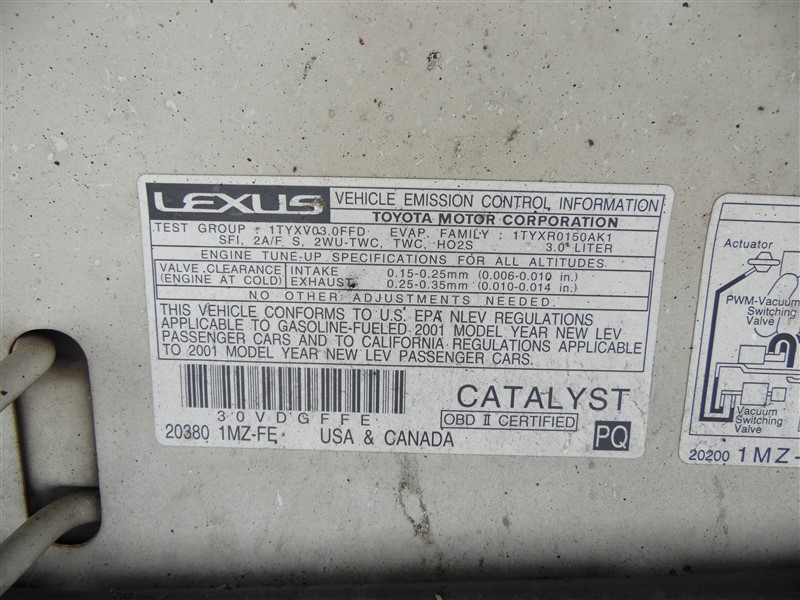 LEXUS VEHICLE EMISSION CONTROL INFORMATION
TOYOTA MOTOR CORPORATION
TEST GROUP : 1TYXV03.0FFD EVAP. FAMILY : 1TYXR0150AK1
SFI, 2A/F S, 2WU-TWC, TWC, HO2S 3.0 LITER
ENGINE TUNE-UP SPECIFICATIONS FOR ALL ALTITUDES
VALVE CLEARANCE INTAKE 0.15-0.25mm (0.006-0.010 in.)
(ENGINE AT COLD) EXHAUST 0.25-0.35mm (0.010-0.014 in.)
NO OTHER ADJUSTMENTS NEEDED.
THIS VEHICLE CONFORMS TO U.S. EPA NLEV REGULATIONS
APPLICABLE TO GASOLINE-FUELED 2001 MODEL YEAR NEW LEV
PASSENGER CARS AND TO CALIFORNIA REGULATIONS APPLICABLE
TO 2001 MODEL YEAR NEW LEV PASSENGER CARS.
CATALYST
30VDGFFE
OBD II CERTIFIED
20380 1MZ-FE USA & CANADA PQ
Actuator
PWM-Vacuum
Switching
Valve
Vacuum
Switching
Valve
20200 1MZ-